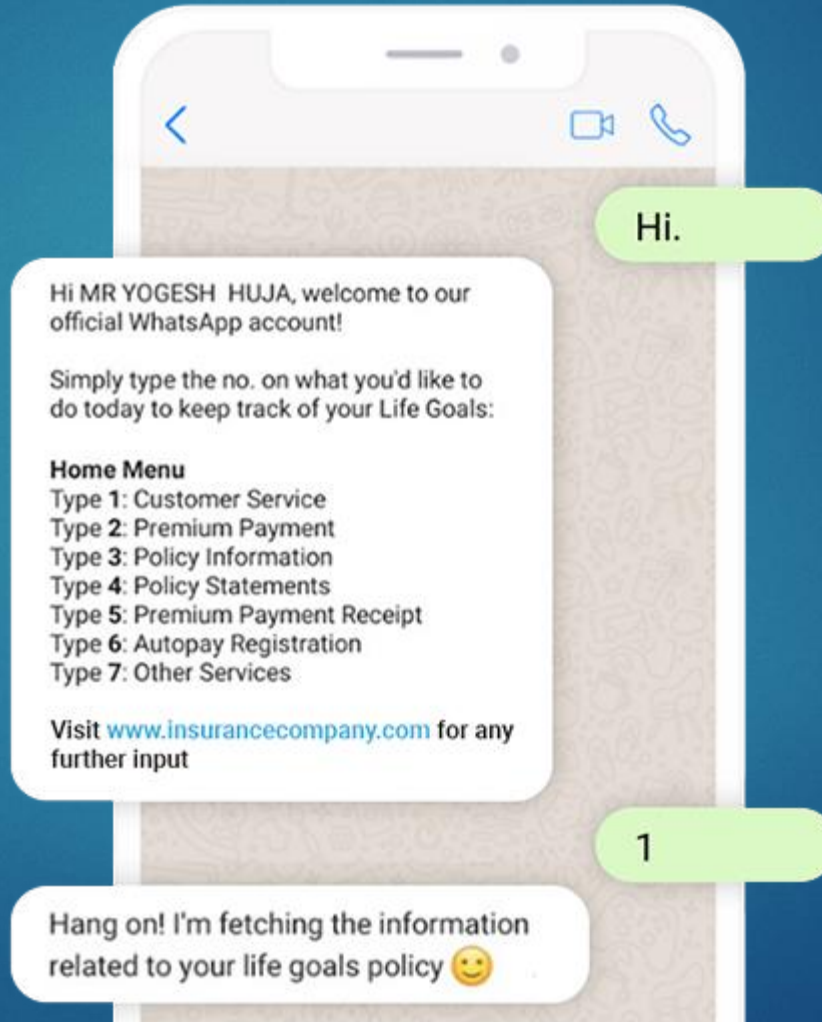 Hi.
Hi MR YOGESH  HUJA, welcome to our
official WhatsApp account!
Simply type the no. on what you'd like to
do today to keep track of your Life Goals:
Home Menu
Type 1: Customer Service
Type 2: Premium Payment
Type 3: Policy Information
Type 4: Policy Statements
Type 5: Premium Payment Receipt
Type 6: Autopay Registration
Type 7: Other Services
Visit www.insurancecompany.com for any
further input
1
Hang on! I'm fetching the information
related to your life goals policy 🙂